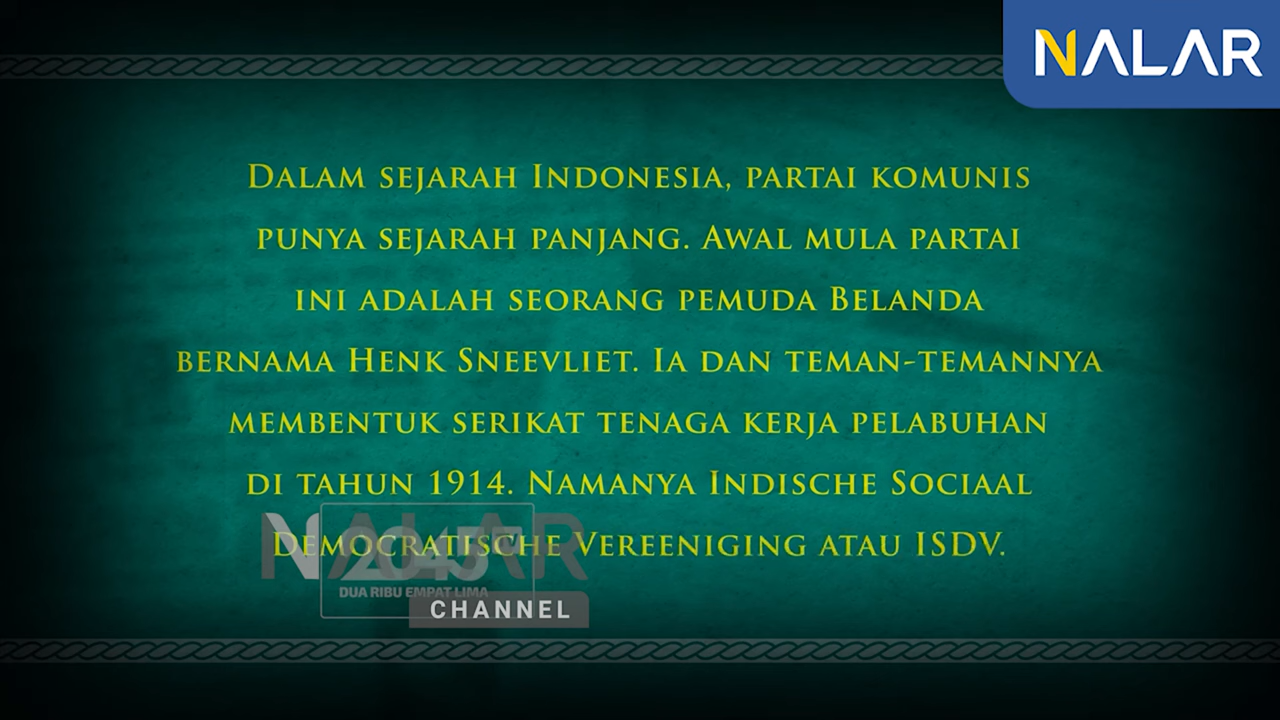 NALAR
Dalam sejarah Indonesia, partai komunis
punya sejarah panjang. Awal mula partai
ini adalah seorang pemuda Belanda
bernama Henk Sneevliet. Ia dan teman-temannya
membentuk serikat tenaga kerja pelabuhan
di tahun 1914. Namanya Indische Sociaal
Democratische Vereeniging atau ISDV.
NALAR
2045
DUA RIBU EMPAT LIMA
CHANNEL